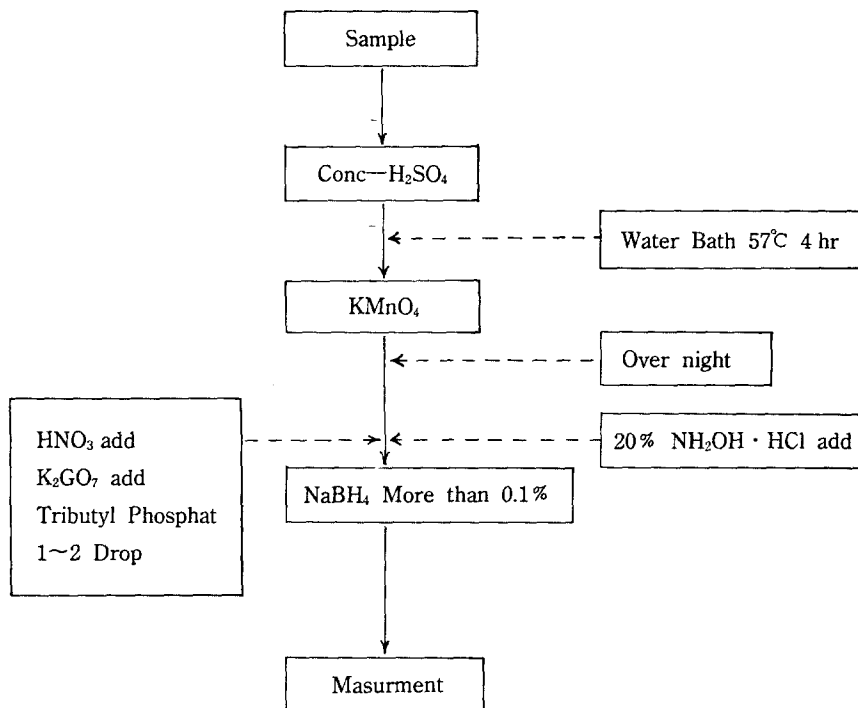 Sample
Conc—H₂SO₄
Water Bath 57℃ 4 hr
KMnO₄
Over night
HNO₃ add
K₂GO₇ add
Tributyl Phosphat
1~2 Drop
20% NH₂OH · HCl add
NaBH₄ More than 0.1%
Masurment